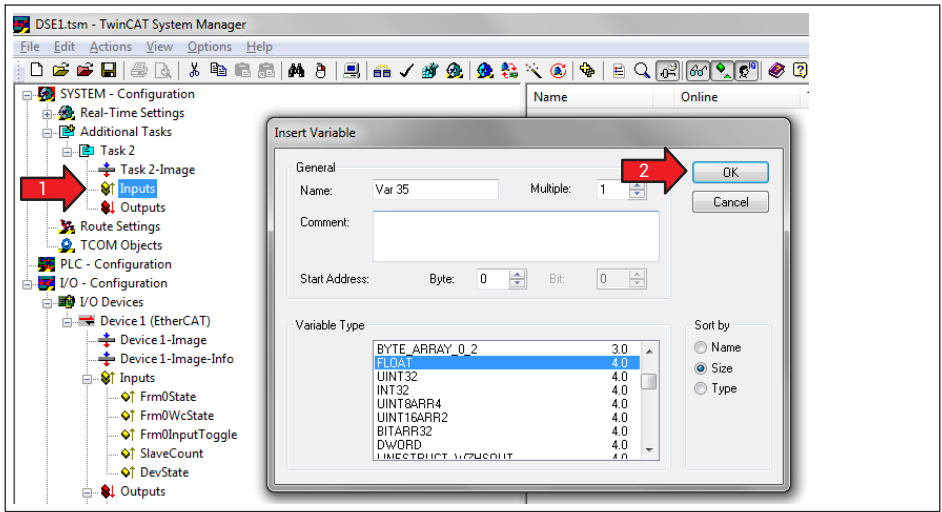 DSE1.tsm - TwinCAT System Manager
File Edit Actions View Options Help
SYSTEM - Configuration
Real-Time Settings
Additional Tasks
Task 2
Task 2-Image
1
Inputs
Outputs
Route Settings
TCOM Objects
PLC - Configuration
I/O - Configuration
I/O Devices
Device 1 (EtherCAT)
Device 1-Image
Device 1-Image-Info
Inputs
Frm0State
Frm0WcState
Frm0InputToggle
SlaveCount
DevState
Outputs
Name Online
Insert Variable
General
Name: Var 35 Multiple: 1
2
OK
Cancel
Comment:
Start Address: Byte: 0 Bit: 0
Variable Type
BYTE_ARRAY_0_2 3.0
FLOAT 4.0
UINT32 4.0
INT32 4.0
UINT8ARR4 4.0
UINT16ARR2 4.0
BITARR32 4.0
DWORD 4.0
Sort by
Name
Size
Type